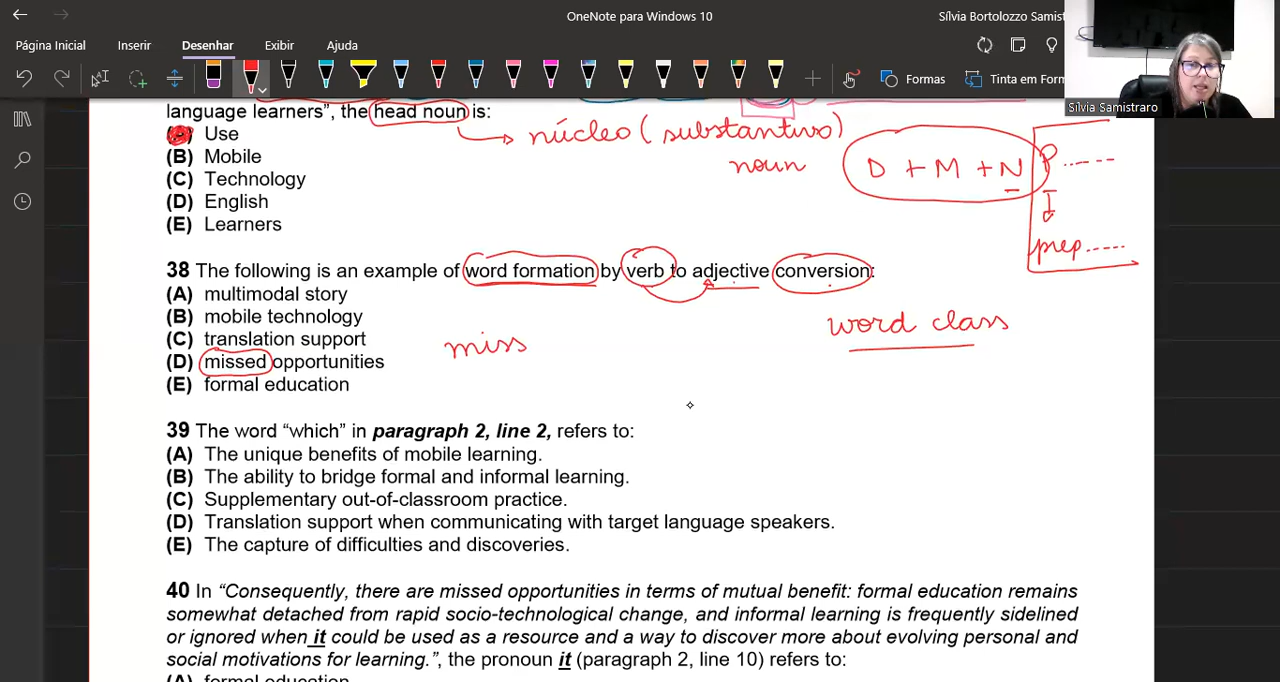 OneNote para Windows 10
Sílvia Bortolozzo Samist
Página Inicial Inserir Desenhar Exibir Ajuda
Formas Tinta em Form
Sílvia Samistraro
language learners”, the head noun is:
Use
(B) Mobile
(C) Technology
(D) English
(E) Learners
núcleo (substantivo)
noun
D + M + N
P ......
prep......
38 The following is an example of word formation by verb to adjective conversion:
(A) multimodal story
(B) mobile technology
(C) translation support
(D) missed opportunities
(E) formal education
miss
word class
39 The word “which” in paragraph 2, line 2, refers to:
(A) The unique benefits of mobile learning.
(B) The ability to bridge formal and informal learning.
(C) Supplementary out-of-classroom practice.
(D) Translation support when communicating with target language speakers.
(E) The capture of difficulties and discoveries.
40 In “Consequently, there are missed opportunities in terms of mutual benefit: formal education remains
somewhat detached from rapid socio-technological change, and informal learning is frequently sidelined
or ignored when it could be used as a resource and a way to discover more about evolving personal and
social motivations for learning.”, the pronoun it (paragraph 2, line 10) refers to: